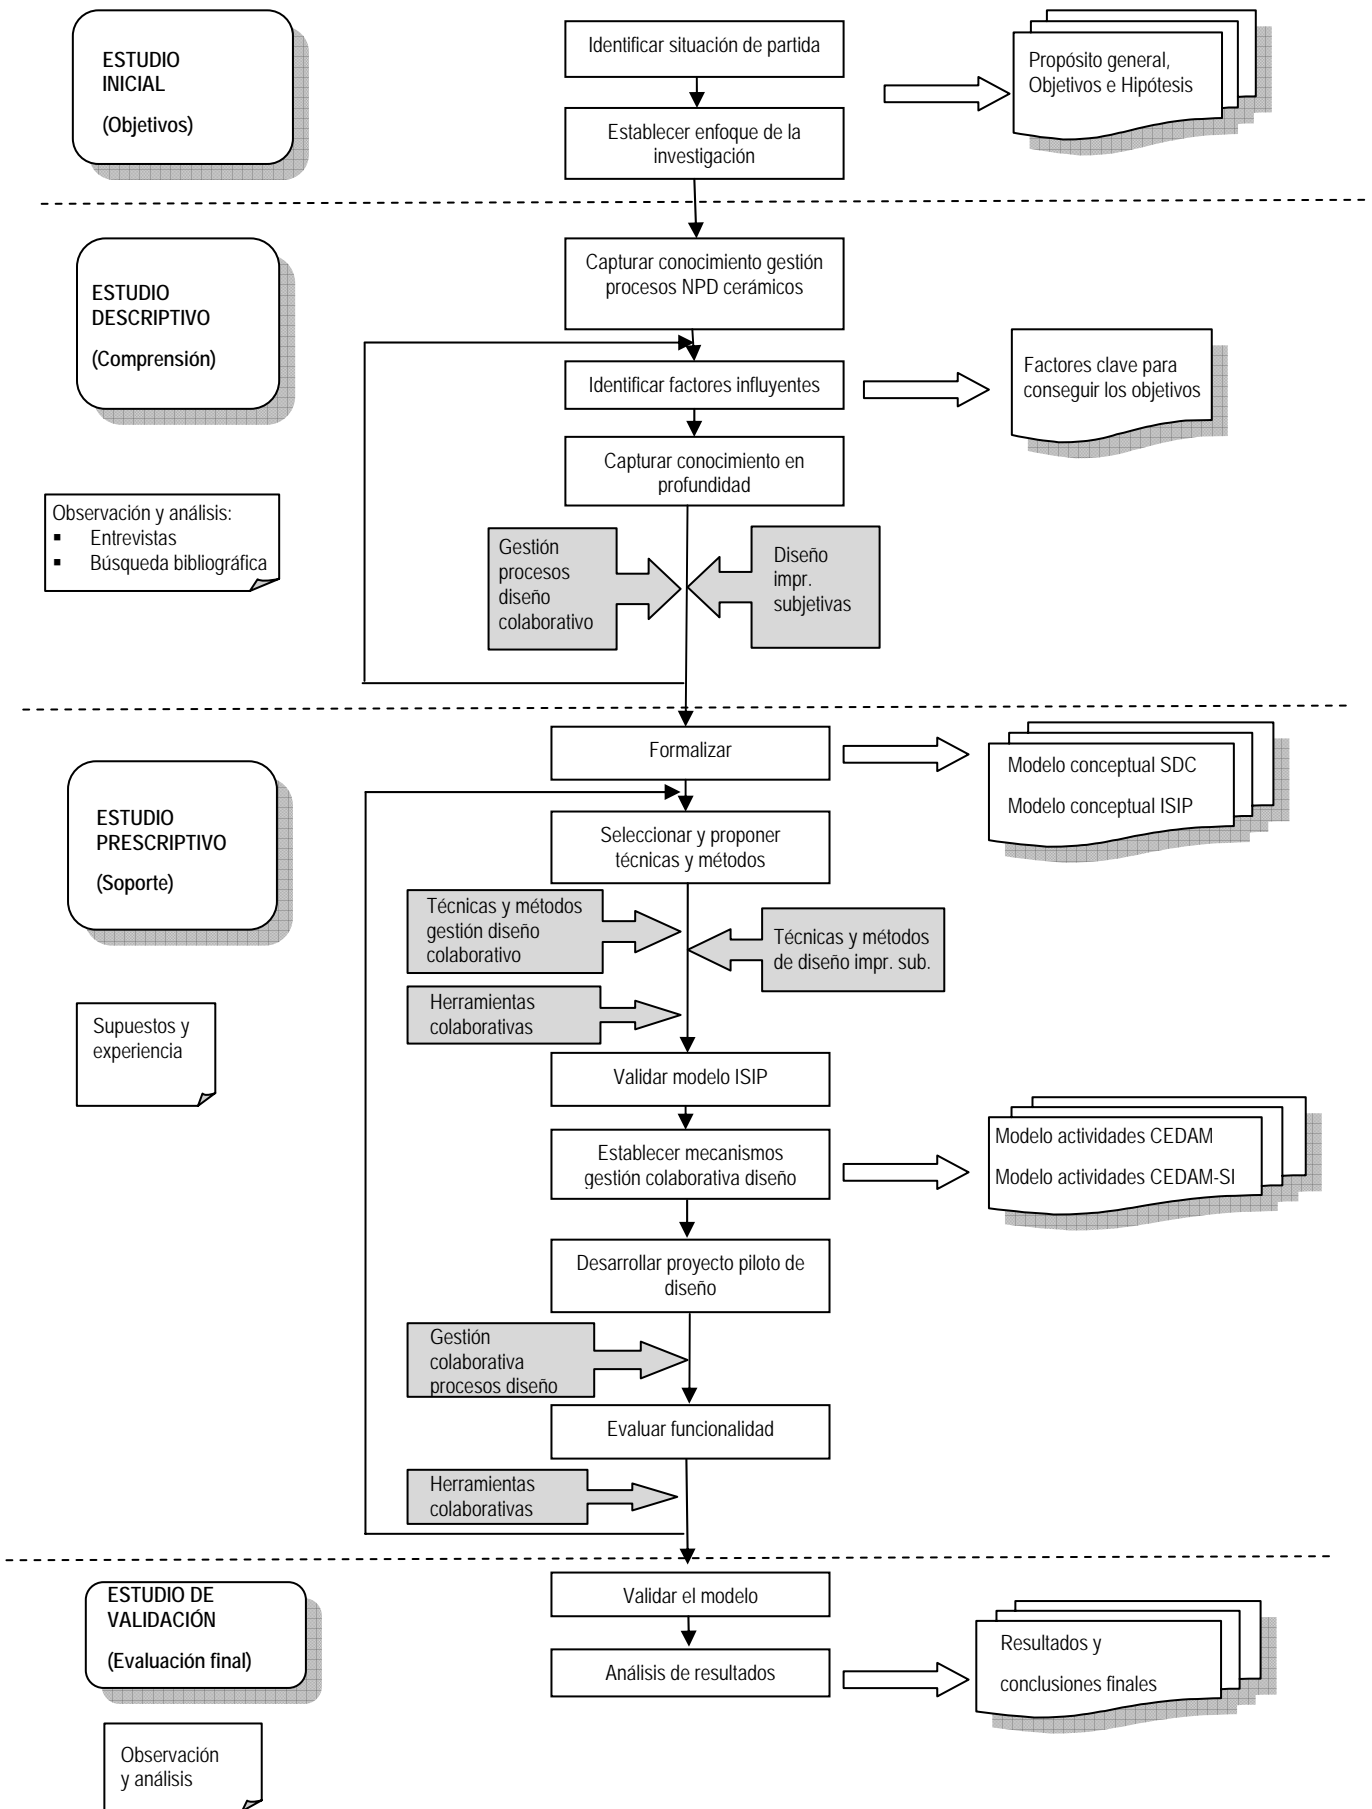 ESTUDIO
INICIAL
(Objetivos)
Identificar situación de partida
Establecer enfoque de la
investigación
Propósito general,
Objetivos e Hipótesis
ESTUDIO
DESCRIPTIVO
(Comprensión)
Observación y análisis:
▪ Entrevistas
▪ Búsqueda bibliográfica
Capturar conocimiento gestión
procesos NPD cerámicos
Identificar factores influyentes
Factores clave para
conseguir los objetivos
Capturar conocimiento en
profundidad
Gestión
procesos
diseño
colaborativo
Diseño
impr.
subjetivas
ESTUDIO
PRESCRIPTIVO
(Soporte)
Supuestos y
experiencia
Formalizar
Modelo conceptual SDC
Modelo conceptual ISIP
Seleccionar y proponer
técnicas y métodos
Técnicas y métodos
gestión diseño
colaborativo
Técnicas y métodos
de diseño impr. sub.
Herramientas
colaborativas
Validar modelo ISIP
Establecer mecanismos
gestión colaborativa diseño
Modelo actividades CEDAM
Modelo actividades CEDAM-SI
Desarrollar proyecto piloto de
diseño
Gestión
colaborativa
procesos diseño
Evaluar funcionalidad
Herramientas
colaborativas
ESTUDIO DE
VALIDACIÓN
(Evaluación final)
Observación
y análisis
Validar el modelo
Análisis de resultados
Resultados y
conclusiones finales